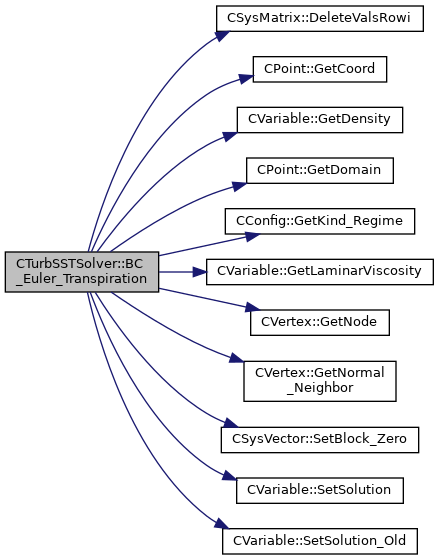 CTurbSSTSolver::BC
_Euler_Transpiration
CSysMatrix::DeleteValsRowi
CPoint::GetCoord
CVariable::GetDensity
CPoint::GetDomain
CConfig::GetKind_Regime
CVariable::GetLaminarViscosity
CVertex::GetNode
CVertex::GetNormal
_Neighbor
CSysVector::SetBlock_Zero
CVariable::SetSolution
CVariable::SetSolution_Old